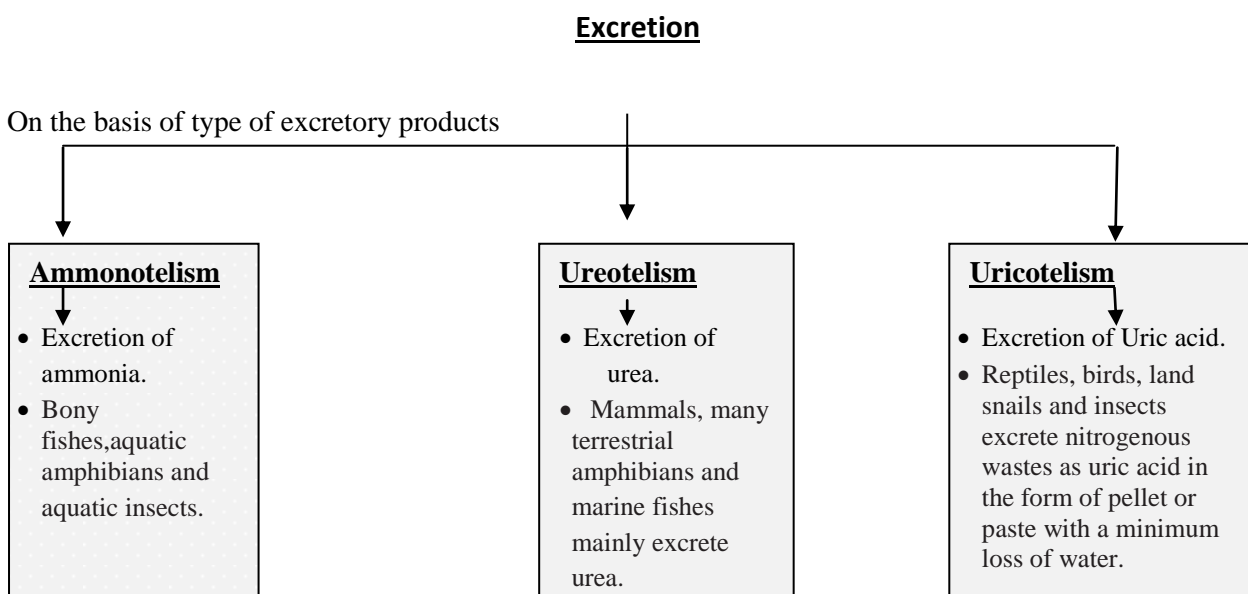 Excretion
On the basis of type of excretory products
Ammonotelism
• Excretion of
ammonia.
• Bony
fishes,aquatic
amphibians and
aquatic insects.
Ureotelism
• Excretion of
urea.
• Mammals, many
terrestrial
amphibians and
marine fishes
mainly excrete
urea.
Uricotelism
• Excretion of Uric acid.
• Reptiles, birds, land
snails and insects
excrete nitrogenous
wastes as uric acid in
the form of pellet or
paste with a minimum
loss of water.